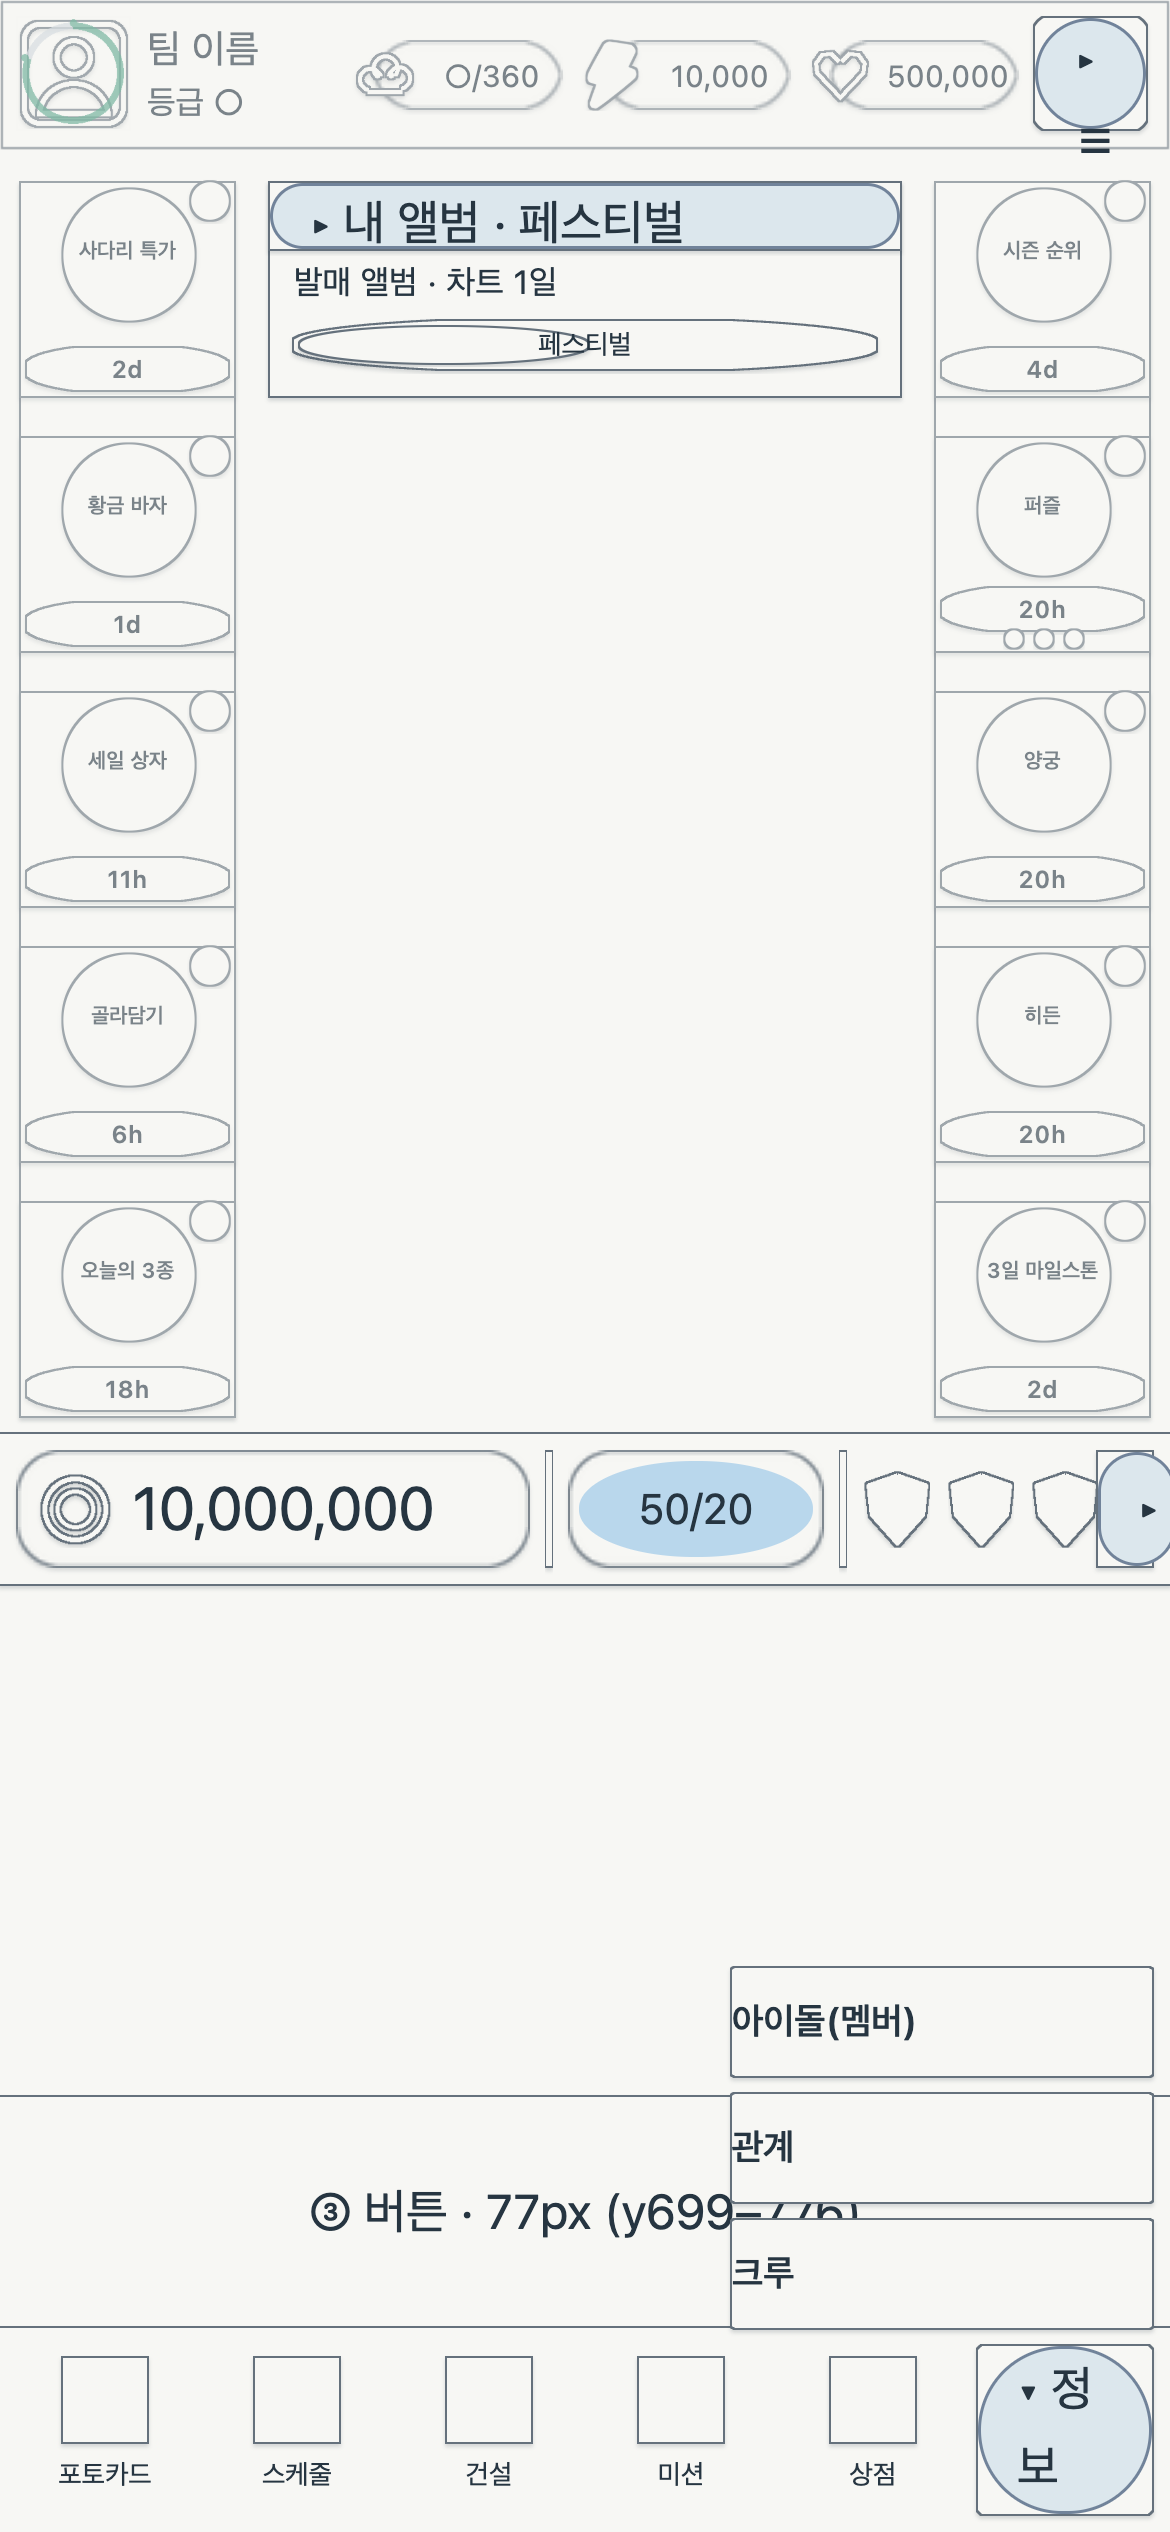 팀 이름
등급 ○
○/360
10,000
500,000
▸
☰
사다리 특가
2d
▸ 내 앨범 · 페스티벌
발매 앨범 · 차트 1일
페스티벌
시즌 순위
4d
황금 바자
1d
퍼즐
20h
세일 상자
11h
양궁
20h
골라담기
6h
히든
20h
오늘의 3종
18h
3일 마일스톤
2d
10,000,000
50/20
▸
아이돌(멤버)
관계
③ 버튼 · 77px (y699–776)
크루
포토카드
스케줄
건설
미션
상점
▾ 정
보